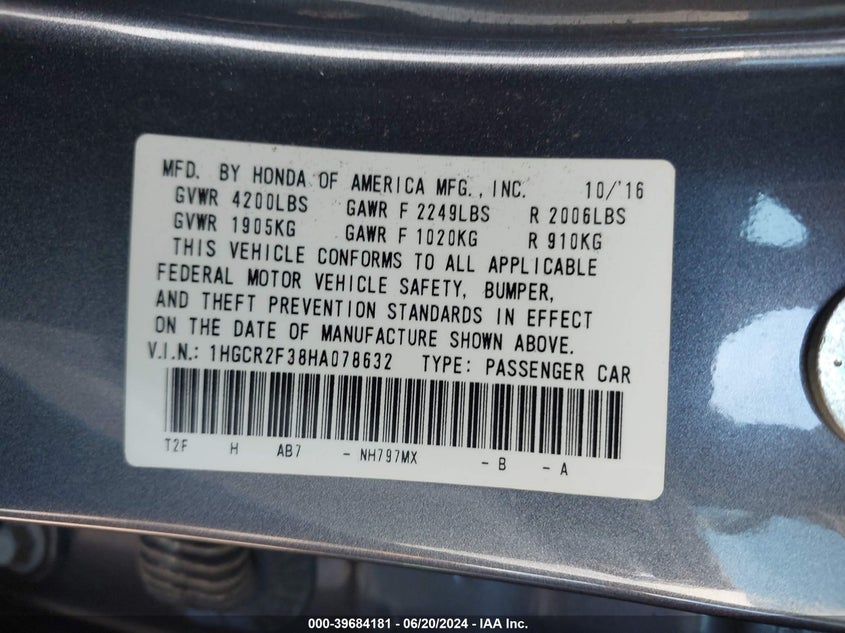 MFD. BY HONDA OF AMERICA MFG., INC. 10/'16
GVWR 4200LBS GAWR F 2249LBS R 2006LBS
GVWR 1905KG GAWR F 1020KG R 910KG
THIS VEHICLE CONFORMS TO ALL APPLICABLE
FEDERAL MOTOR VEHICLE SAFETY, BUMPER,
AND THEFT PREVENTION STANDARDS IN EFFECT
ON THE DATE OF MANUFACTURE SHOWN ABOVE.
V.I.N.: 1HGCR2F38HA078632 TYPE: PASSENGER CAR
T2F H AB7 - NH797MX - B - A
000-39684181 - 06/20/2024 - IAA Inc.